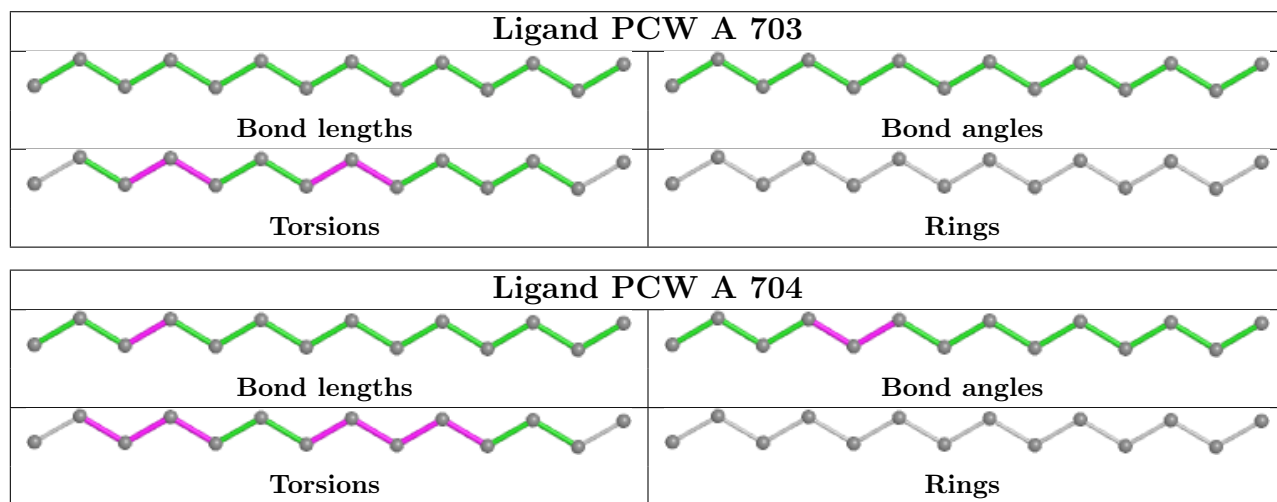 Ligand PCW A 703
Bond lengths Bond angles
Torsions Rings
Ligand PCW A 704
Bond lengths Bond angles
Torsions Rings